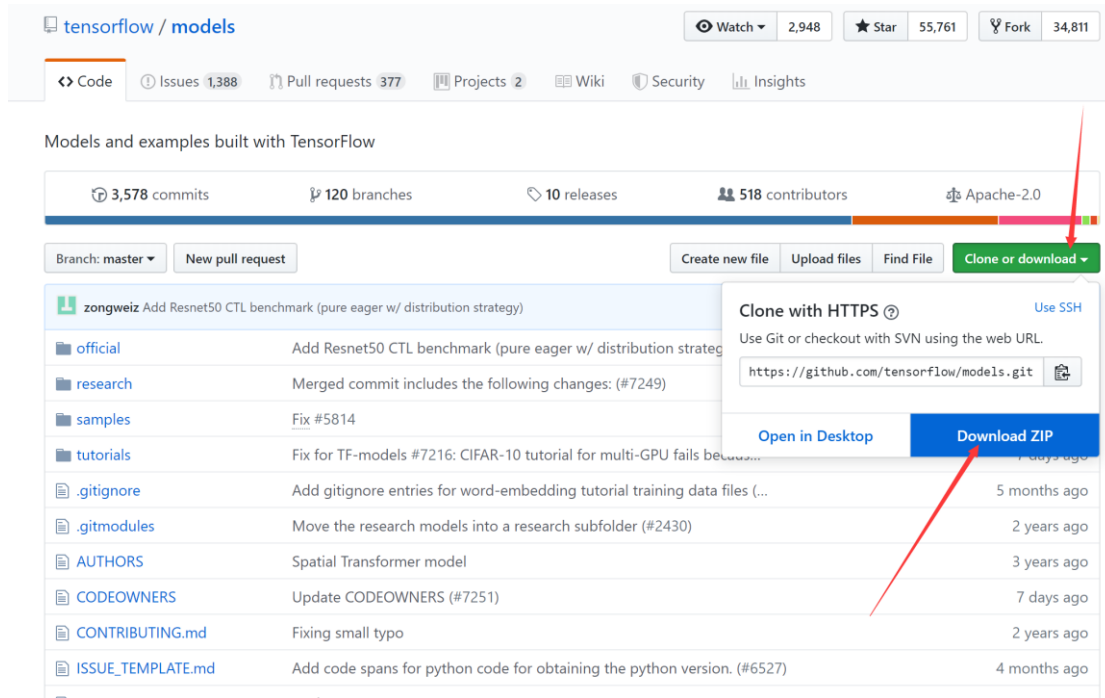 tensorflow / models
Watch 2,948 Star 55,761 Fork 34,811
Code Issues 1,388 Pull requests 377 Projects 2 Wiki Security Insights
Models and examples built with TensorFlow
3,578 commits 120 branches 10 releases 518 contributors Apache-2.0
Branch: master New pull request Create new file Upload files Find File Clone or download
zongweiz Add Resnet50 CTL benchmark (pure eager w/ distribution strategy)
Clone with HTTPS Use SSH
Use Git or checkout with SVN using the web URL.
https://github.com/tensorflow/models.git
Open in Desktop Download ZIP
official Add Resnet50 CTL benchmark (pure eager w/ distribution strateg
research Merged commit includes the following changes: (#7249)
samples Fix #5814
tutorials Fix for TF-models #7216: CIFAR-10 tutorial for multi-GPU fails becaus... 7 days ago
.gitignore Add gitignore entries for word-embedding tutorial training data files (... 5 months ago
.gitmodules Move the research models into a research subfolder (#2430) 2 years ago
AUTHORS Spatial Transformer model 3 years ago
CODEOWNERS Update CODEOWNERS (#7251) 7 days ago
CONTRIBUTING.md Fixing small typo 2 years ago
ISSUE_TEMPLATE.md Add code spans for python code for obtaining the python version. (#6527) 4 months ago